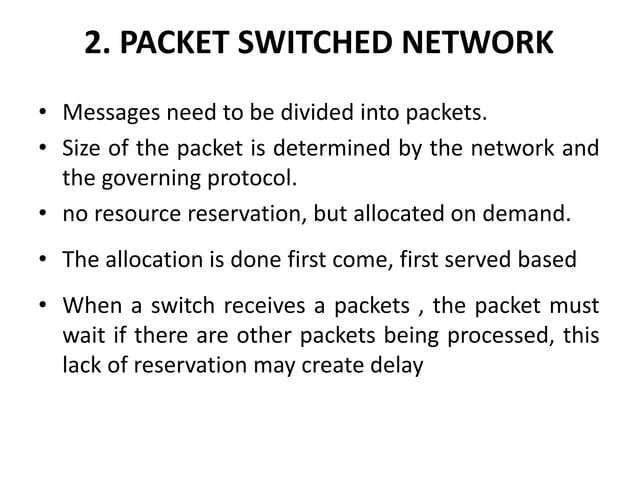 2. PACKET SWITCHED NETWORK
• Messages need to be divided into packets.
• Size of the packet is determined by the network and
the governing protocol.
• no resource reservation, but allocated on demand.
• The allocation is done first come, first served based
• When a switch receives a packets , the packet must
wait if there are other packets being processed, this
lack of reservation may create delay